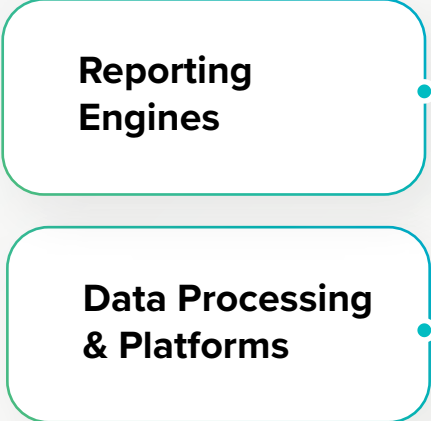 Reporting
Engines
Data Processing
& Platforms